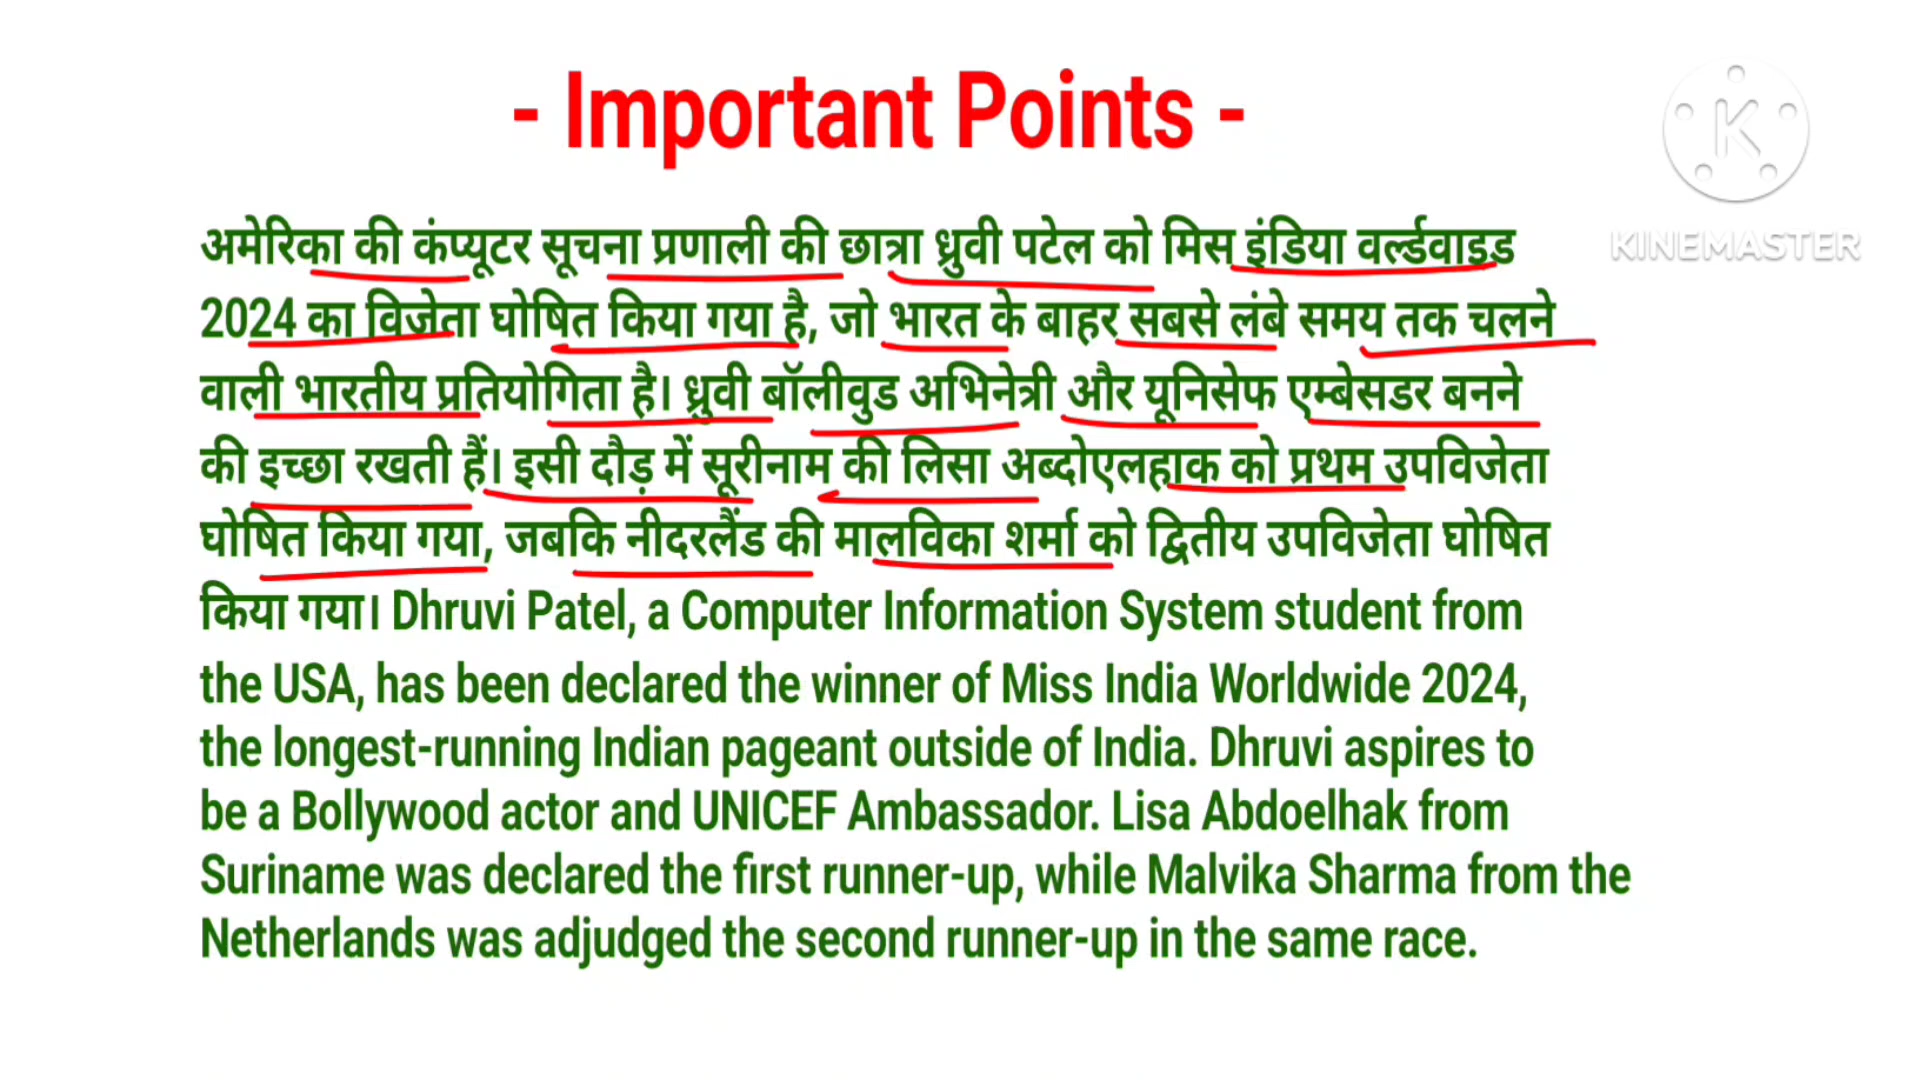 - Important Points -
KINEMASTER
अमेरिका की कंप्यूटर सूचना प्रणाली की छात्रा ध्रुवी पटेल को मिस इंडिया वर्ल्डवाइड
2024 का विजेता घोषित किया गया है, जो भारत के बाहर सबसे लंबे समय तक चलने
वाली भारतीय प्रतियोगिता है। ध्रुवी बॉलीवुड अभिनेत्री और यूनिसेफ एम्बेसडर बनने
की इच्छा रखती हैं। इसी दौड़ में सूरीनाम की लिसा अब्दोएलहाक को प्रथम उपविजेता
घोषित किया गया, जबकि नीदरलैंड की मालविका शर्मा को द्वितीय उपविजेता घोषित
किया गया। Dhruvi Patel, a Computer Information System student from
the USA, has been declared the winner of Miss India Worldwide 2024,
the longest-running Indian pageant outside of India. Dhruvi aspires to
be a Bollywood actor and UNICEF Ambassador. Lisa Abdoelhak from
Suriname was declared the first runner-up, while Malvika Sharma from the
Netherlands was adjudged the second runner-up in the same race.